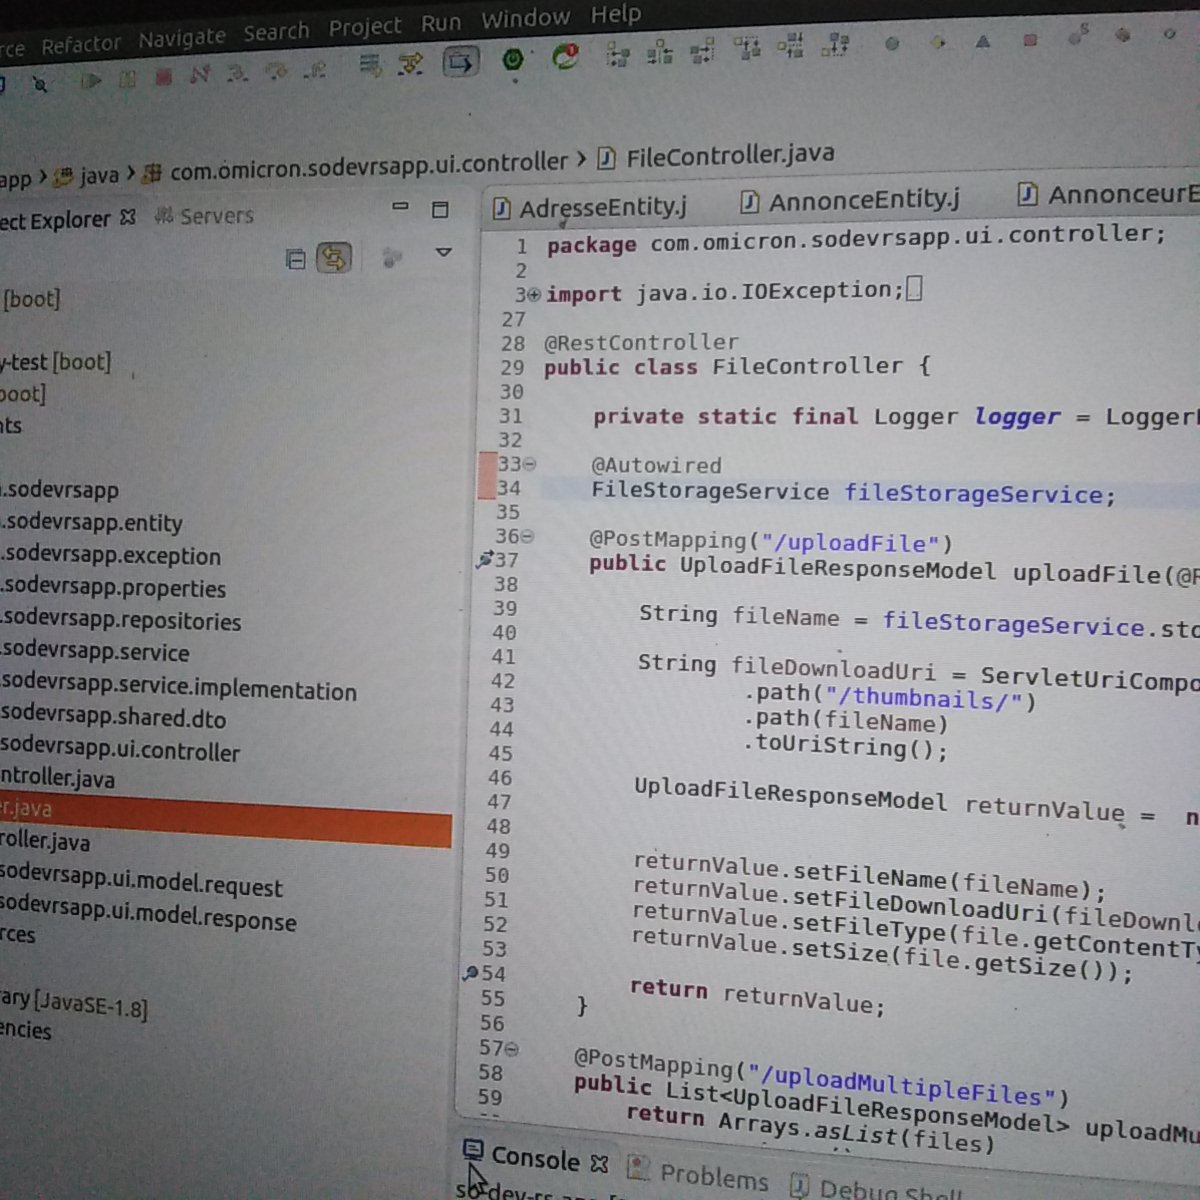 rce Refactor Navigate Search Project Run Window Help
app › java › com.omicron.sodevrsapp.ui.controller › FileController.java
ect Explorer Servers
[boot]
y-test [boot]
boot]
nts
.sodevrsapp
.sodevrsapp.entity
.sodevrsapp.exception
.sodevrsapp.properties
.sodevrsapp.repositories
.sodevrsapp.service
.sodevrsapp.service.implementation
.sodevrsapp.shared.dto
sodevrsapp.ui.controller
ntroller.java
er.java
roller.java
sodevrsapp.ui.model.request
sodevrsapp.ui.model.response
rces
ary [JavaSE-1.8]
encies
AdresseEntity.j AnnonceEntity.j AnnonceurE
1 package com.omicron.sodevrsapp.ui.controller;
2
3 import java.io.IOException;
27
28 @RestController
29 public class FileController {
30
31 private static final Logger logger = Logger
32
33 @Autowired
34 FileStorageService fileStorageService;
35
36 @PostMapping("/uploadFile")
37 public UploadFileResponseModel uploadFile(@
38
39 String fileName = fileStorageService.sto
40
41 String fileDownloadUri = ServletUriCompo
42 .path("/thumbnails/")
43 .path(fileName)
44 .toUriString();
45
46 UploadFileResponseModel returnValue = n
47
48
49 returnValue.setFileName(fileName);
50 returnValue.setFileDownloadUri(fileDownl
51 returnValue.setFileType(file.getContentTy
52 returnValue.setSize(file.getSize());
53
54 return returnValue;
55 }
56
57 @PostMapping("/uploadMultipleFiles")
58 public List<UploadFileResponseModel> uploadMu
59 return Arrays.asList(files)
Console Problems Debug Shell